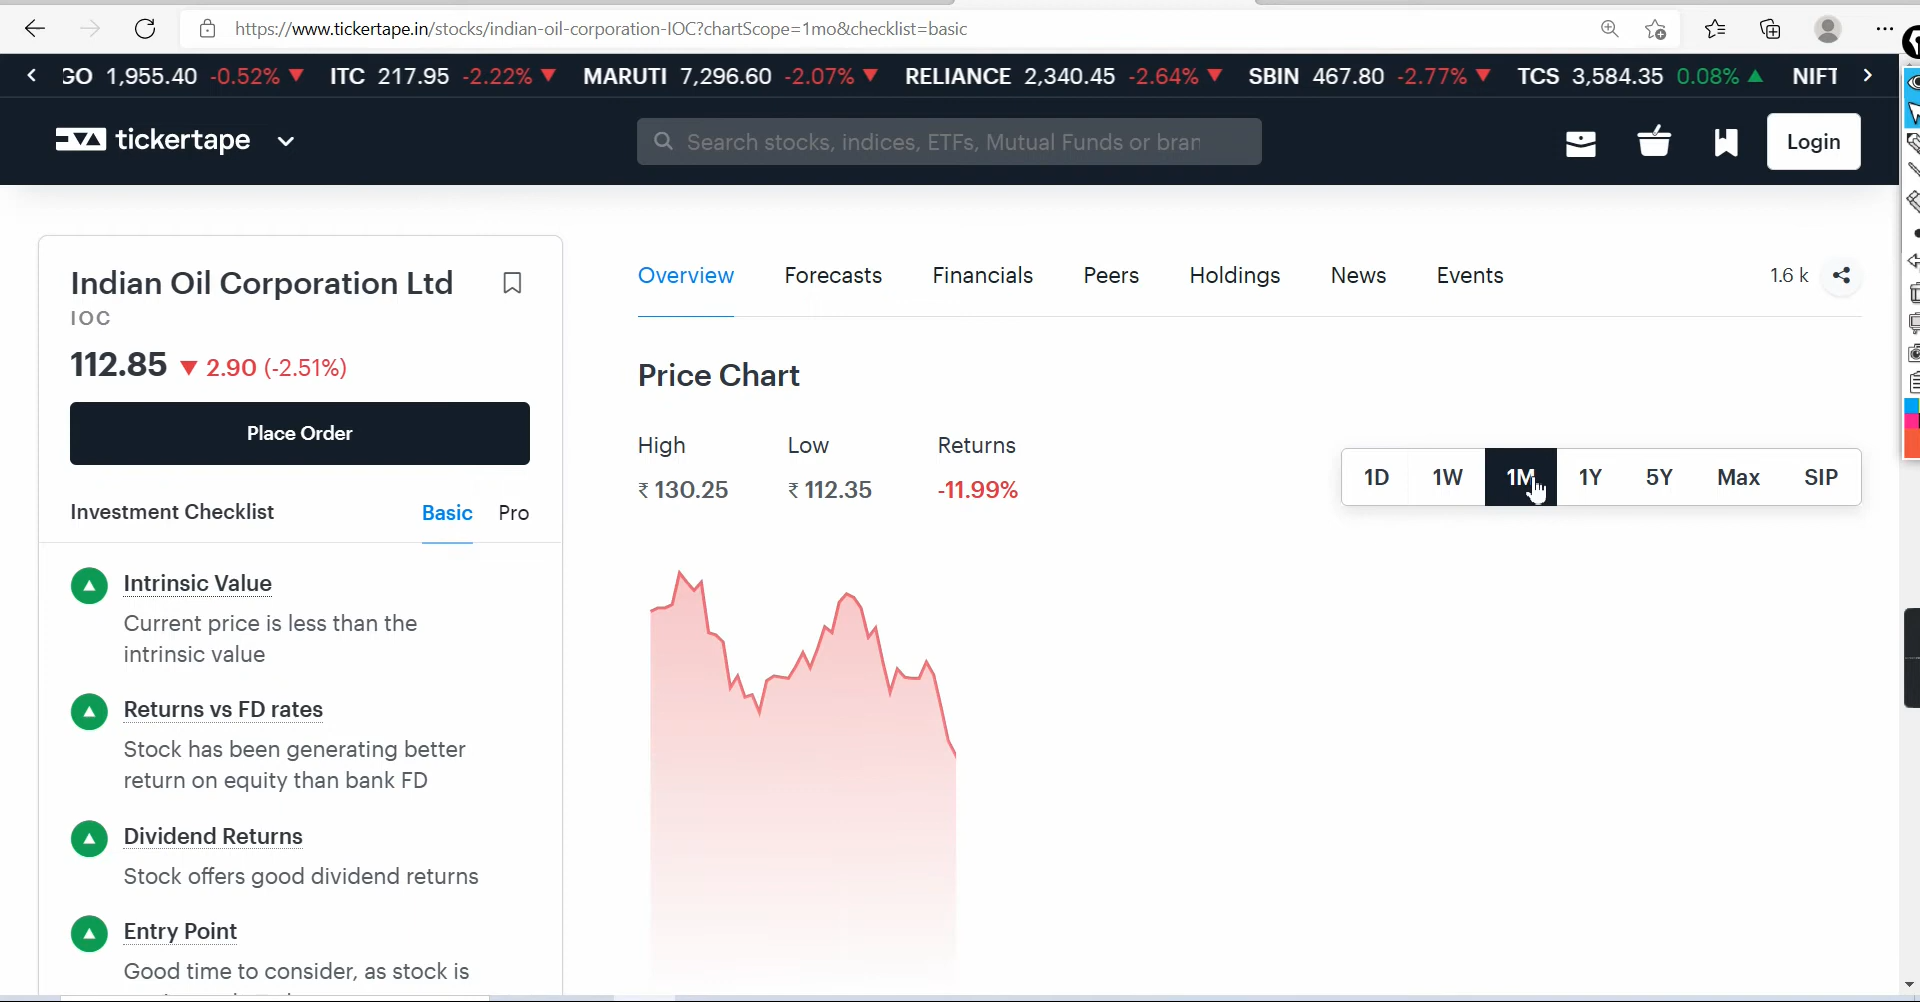 https://www.tickertape.in/stocks/indian-oil-corporation-IOC?chartScope=1mo&checklist=basic
GO 1,955.40 -0.52% ▼ ITC 217.95 -2.22% ▼ MARUTI 7,296.60 -2.07% ▼ RELIANCE 2,340.45 -2.64% ▼ SBIN 467.80 -2.77% ▼ TCS 3,584.35 0.08% ▲ NIFT
tickertape
Search stocks, indices, ETFs, Mutual Funds or bran
Login
Indian Oil Corporation Ltd
IOC
112.85 ▼ 2.90 (-2.51%)
Place Order
Investment Checklist Basic Pro
Intrinsic Value
Current price is less than the
intrinsic value
Returns vs FD rates
Stock has been generating better
return on equity than bank FD
Dividend Returns
Stock offers good dividend returns
Entry Point
Good time to consider, as stock is
Overview Forecasts Financials Peers Holdings News Events 1.6 k
Price Chart
High Low Returns
₹ 130.25 ₹ 112.35 -11.99%
1D 1W 1M 1Y 5Y Max SIP